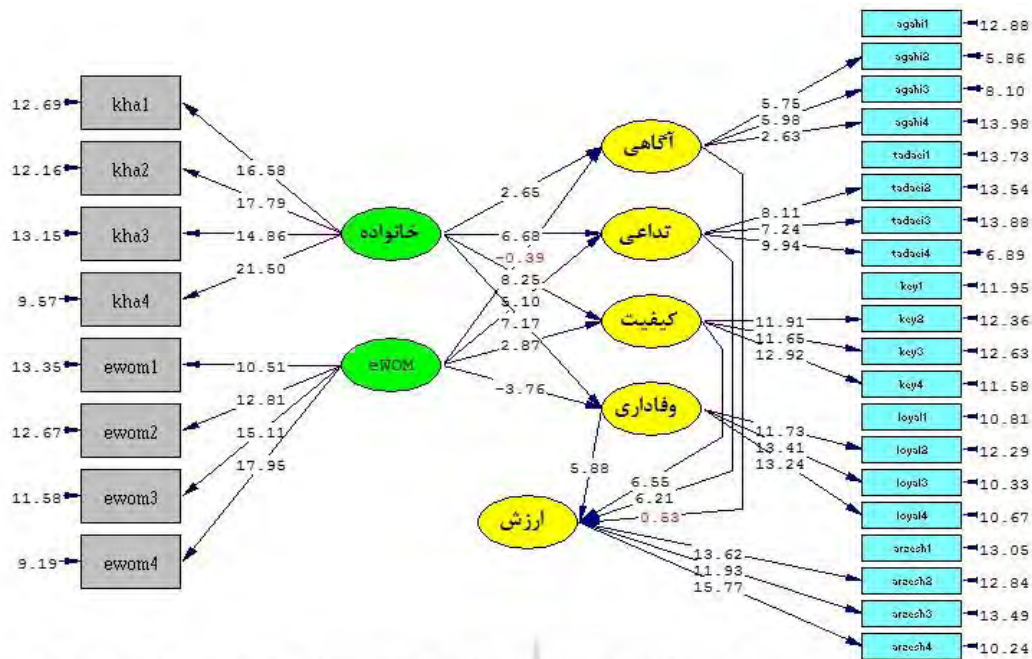 12.69 kha1
12.16 kha2
13.15 kha3
9.57 kha4
13.35 ewom1
12.67 ewom2
11.58 ewom3
9.19 ewom4
16.58
17.79
14.86
21.50
10.51
12.81
15.11
17.95
خانواده
eWOM
2.65
6.68
-0.39
8.25
5.10
7.17
2.87
-3.76
آگاهی
تداعی
کیفیت
وفاداری
ارزش
5.88
6.55
6.21
0.53
5.75
5.98
2.63
8.11
7.24
9.94
11.91
11.65
12.92
11.73
13.41
13.24
13.62
11.93
15.77
agahi1 12.88
agahi2 5.86
agahi3 8.10
agahi4 13.98
tadaei1 13.73
tadaei2 13.54
tadaei3 13.88
tadaei4 6.89
key1 11.95
key2 12.36
key3 12.63
key4 11.58
loyal1 10.81
loyal2 12.29
loyal3 10.33
loyal4 10.67
arzesh1 13.05
arzesh2 12.84
arzesh3 13.49
arzesh4 10.24